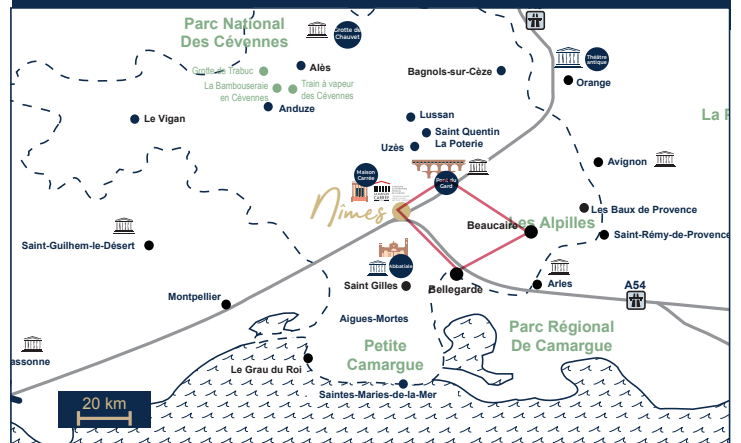 Parc National
Des Cévennes
Grotte de
Chauvet
Théâtre
antique
Grotte du Trabuc
Alès
Bagnols-sur-Cèze
Orange
La Bambouseraie
en Cévennes
Train à vapeur
des Cévennes
Anduze
Le Vigan
Lussan
Saint Quentin
La Poterie
Uzès
Avignon
Maison
Carrée
Pont du
Gard
Nîmes
Les Baux de Provence
Beaucaire
Les Alpilles
Saint-Rémy-de-Provence
Saint-Guilhem-le-Désert
Abbatiale
Saint Gilles
Bellegarde
Arles
A54
Montpellier
Aigues-Mortes
Parc Régional
De Camargue
Petite
Camargue
assonne
Le Grau du Roi
Saintes-Maries-de-la-Mer
20 km